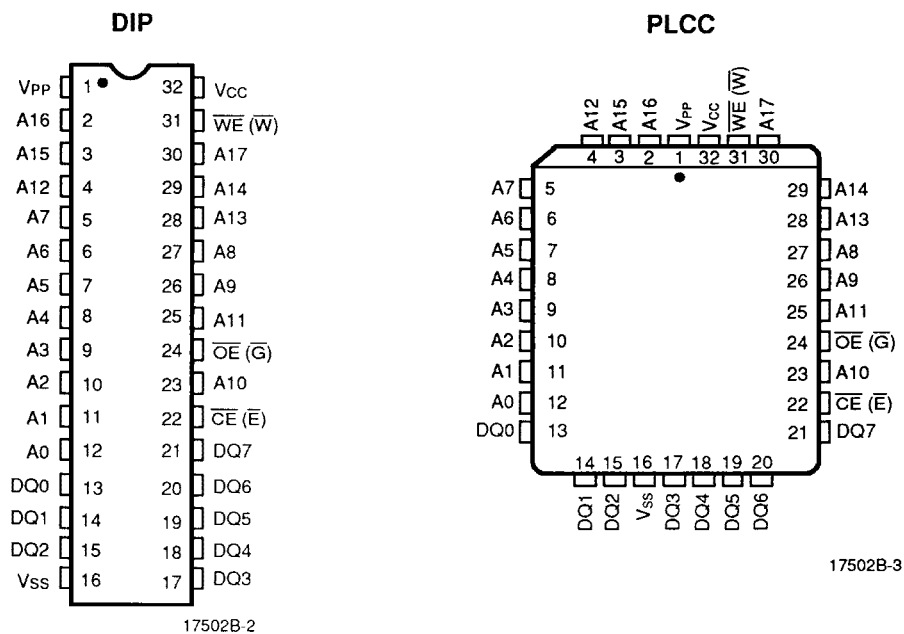 DIP
VPP 1 32 VCC
A16 2 31 W̅E̅ (W̅)
A15 3 30 A17
A12 4 29 A14
A7 5 28 A13
A6 6 27 A8
A5 7 26 A9
A4 8 25 A11
A3 9 24 O̅E̅ (G̅)
A2 10 23 A10
A1 11 22 C̅E̅ (E̅)
A0 12 21 DQ7
DQ0 13 20 DQ6
DQ1 14 19 DQ5
DQ2 15 18 DQ4
VSS 16 17 DQ3
17502B-2
PLCC
A12 A15 A16 VPP VCC W̅E̅ (W̅) A17
4 3 2 1 32 31 30
A7 5 29 A14
A6 6 28 A13
A5 7 27 A8
A4 8 26 A9
A3 9 25 A11
A2 10 24 O̅E̅ (G̅)
A1 11 23 A10
A0 12 22 C̅E̅ (E̅)
DQ0 13 21 DQ7
14 15 16 17 18 19 20
DQ1 DQ2 VSS DQ3 DQ4 DQ5 DQ6
17502B-3